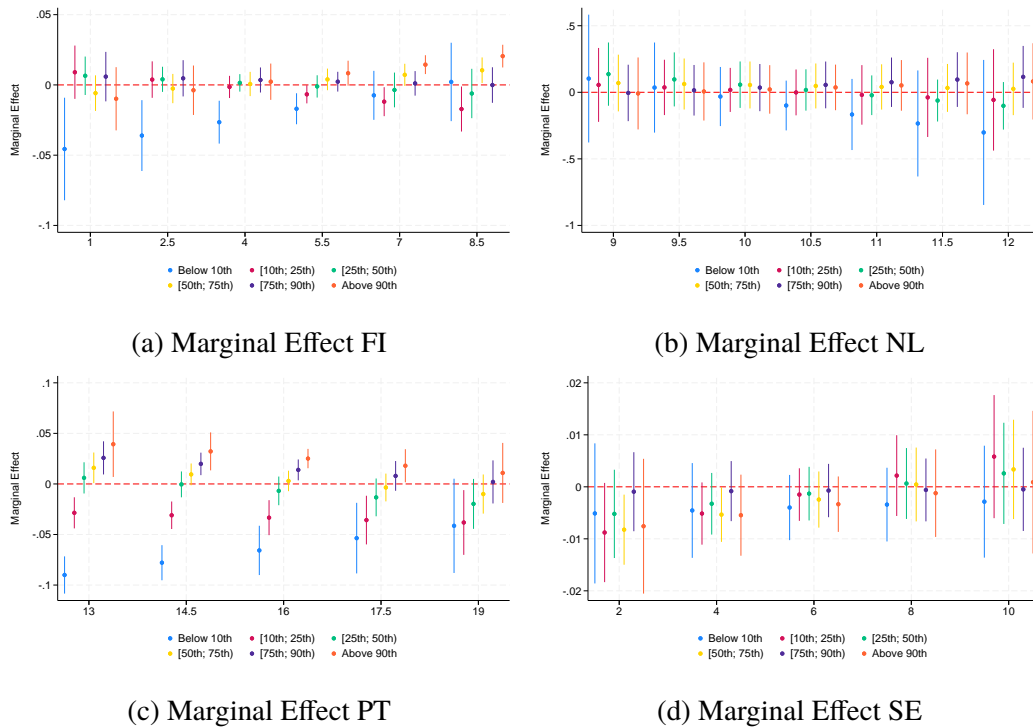 .05
0
-.05
-.1
Marginal Effect
1 2.5 4 5.5 7 8.5
Below 10th [10th; 25th) [25th; 50th)
[50th; 75th) [75th; 90th) Above 90th
(a) Marginal Effect FI
.5
0
-.5
-1
Marginal Effect
9 9.5 10 10.5 11 11.5 12
Below 10th [10th; 25th) [25th; 50th)
[50th; 75th) [75th; 90th) Above 90th
(b) Marginal Effect NL
.1
.05
0
-.05
-.1
Marginal Effect
13 14.5 16 17.5 19
Below 10th [10th; 25th) [25th; 50th)
[50th; 75th) [75th; 90th) Above 90th
(c) Marginal Effect PT
.02
.01
0
-.01
-.02
Marginal Effect
2 4 6 8 10
Below 10th [10th; 25th) [25th; 50th)
[50th; 75th) [75th; 90th) Above 90th
(d) Marginal Effect SE